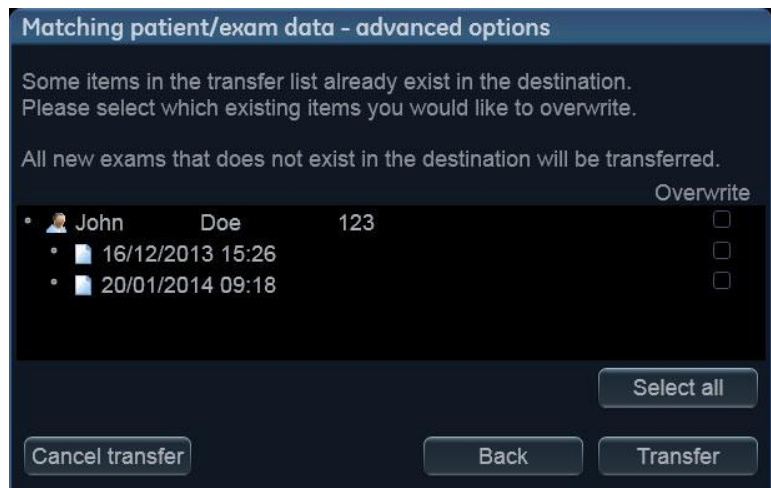 Matching patient/exam data - advanced options
Some items in the transfer list already exist in the destination.
Please select which existing items you would like to overwrite.
All new exams that does not exist in the destination will be transferred.
Overwrite
John Doe 123
16/12/2013 15:26
20/01/2014 09:18
Select all
Cancel transfer Back Transfer